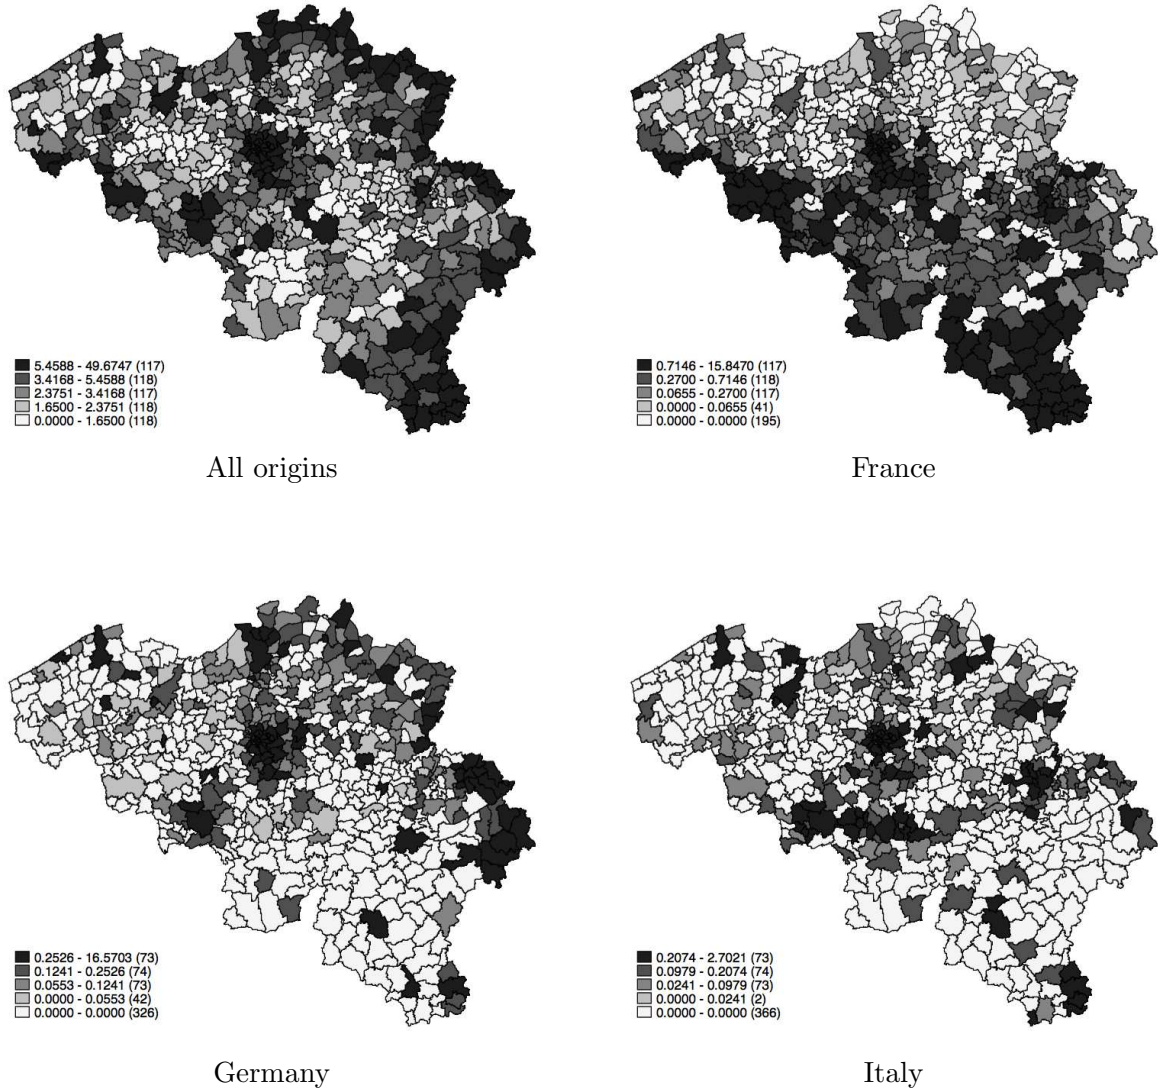 5.4588 - 49.6747 (117)
3.4168 - 5.4588 (118)
2.3751 - 3.4168 (117)
1.6500 - 2.3751 (118)
0.0000 - 1.6500 (118)
All origins
0.7146 - 15.8470 (117)
0.2700 - 0.7146 (118)
0.0655 - 0.2700 (117)
0.0000 - 0.0655 (41)
0.0000 - 0.0000 (195)
France
0.2526 - 16.5703 (73)
0.1241 - 0.2526 (74)
0.0553 - 0.1241 (73)
0.0000 - 0.0553 (42)
0.0000 - 0.0000 (326)
Germany
0.2074 - 2.7021 (73)
0.0979 - 0.2074 (74)
0.0241 - 0.0979 (73)
0.0000 - 0.0241 (2)
0.0000 - 0.0000 (366)
Italy